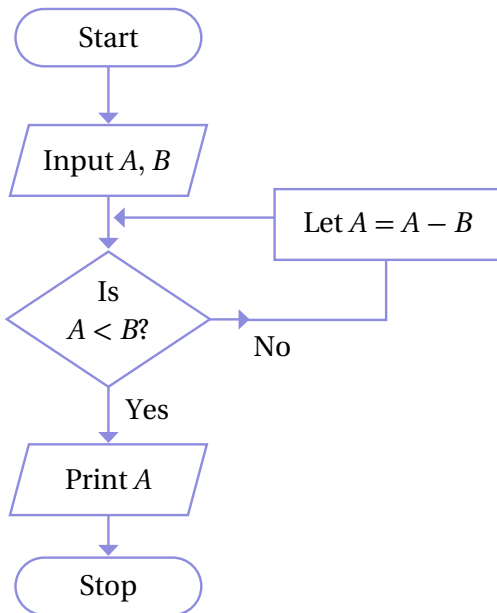 Start
Input A, B
Let A = A − B
Is
A < B?
No
Yes
Print A
Stop